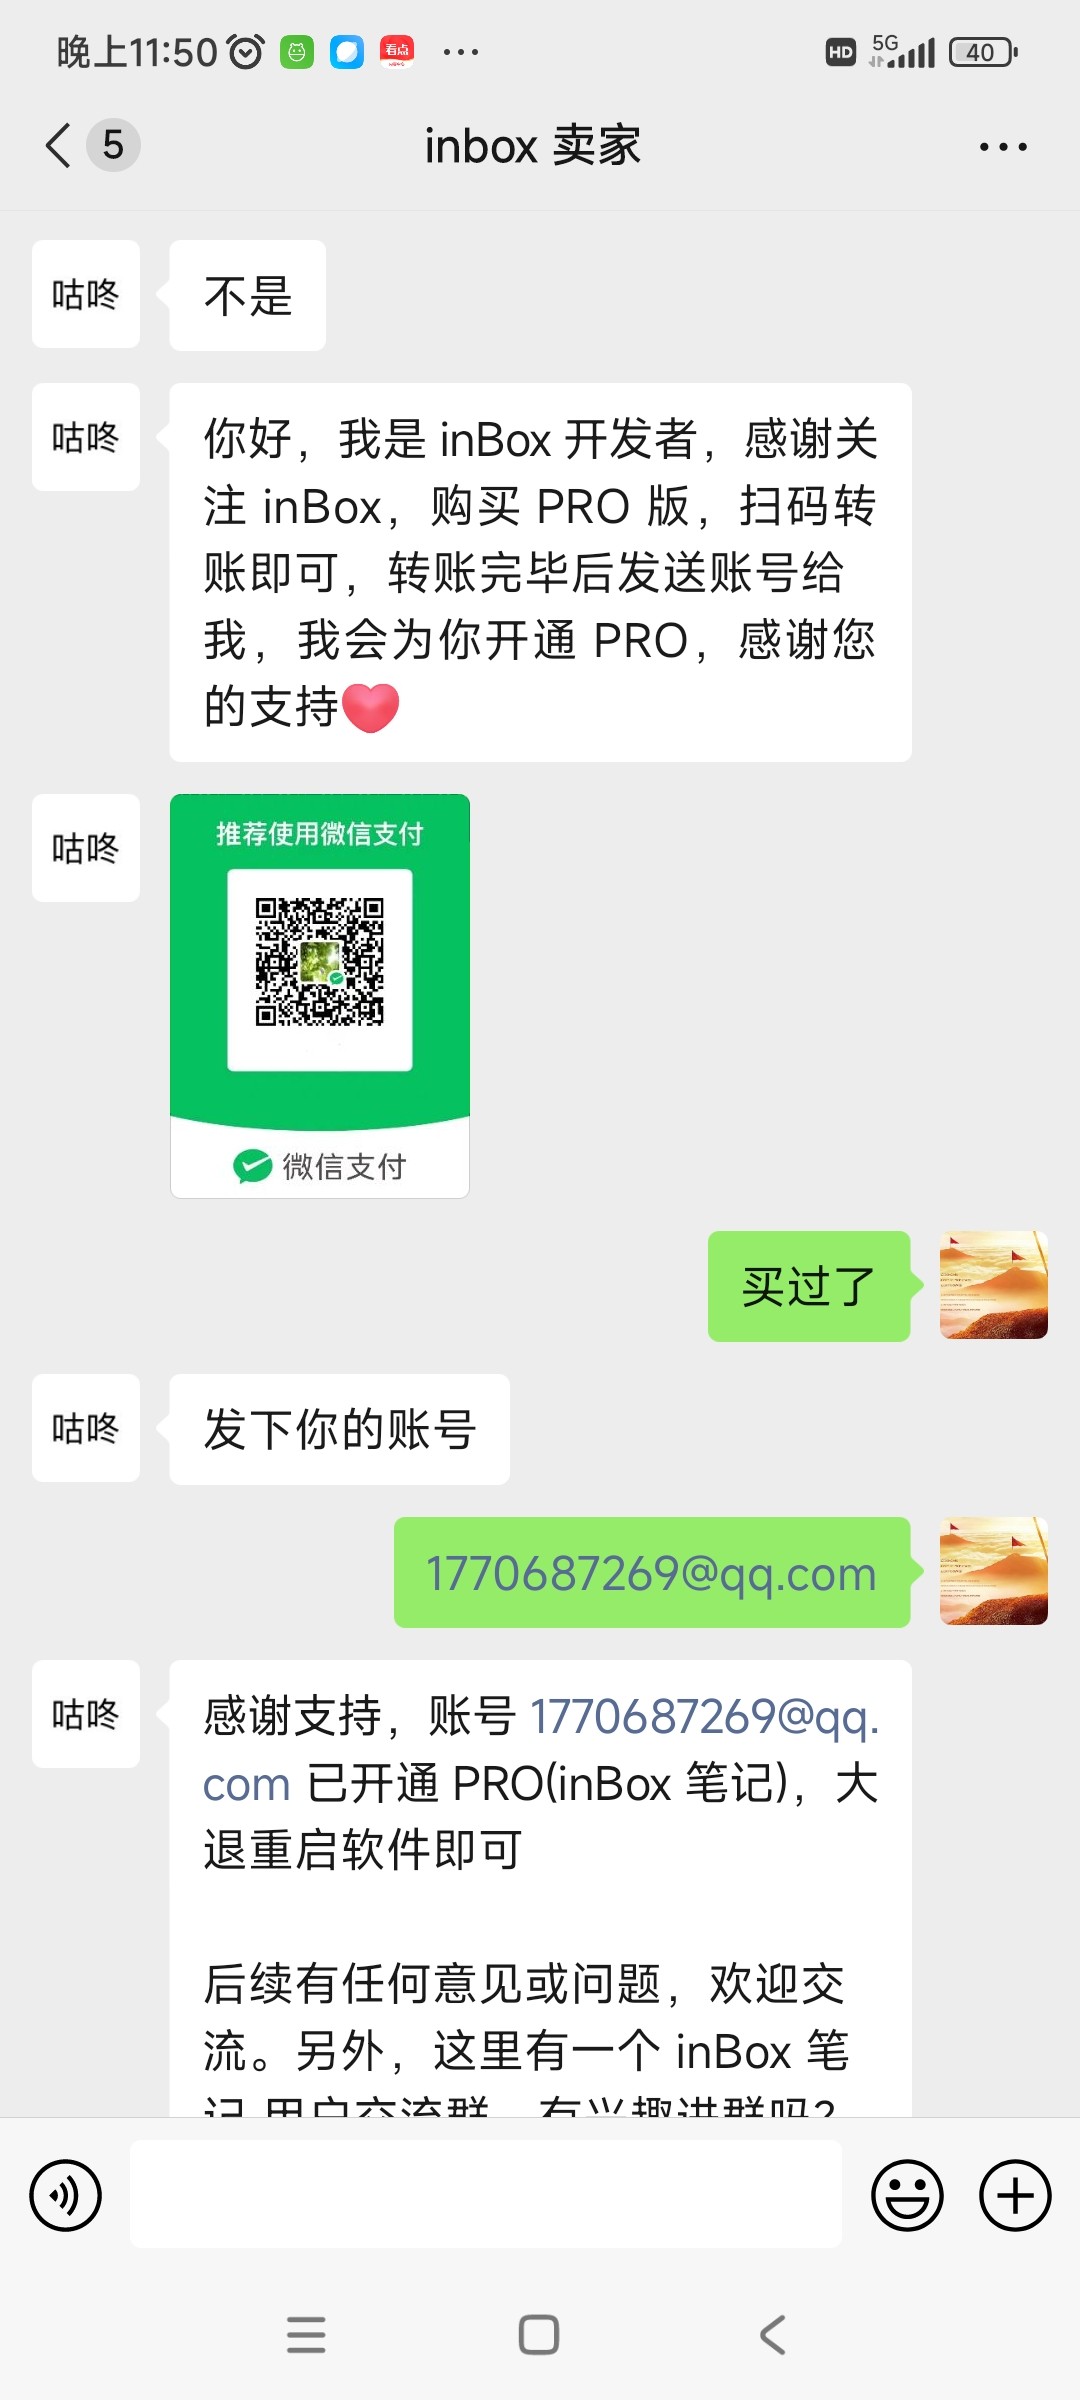 晚上11:50
看点
HD
5G
40
5
inbox 卖家
咕咚
不是
咕咚
你好，我是 inBox 开发者，感谢关
注 inBox，购买 PRO 版，扫码转
账即可，转账完毕后发送账号给
我，我会为你开通 PRO，感谢您
的支持
咕咚
推荐使用微信支付
微信支付
买过了
咕咚
发下你的账号
1770687269@qq.com
咕咚
感谢支持，账号 1770687269@qq.
com 已开通 PRO(inBox 笔记)，大
退重启软件即可
后续有任何意见或问题，欢迎交
流。另外，这里有一个 inBox 笔
记 用户交流群，有兴趣进群吗?